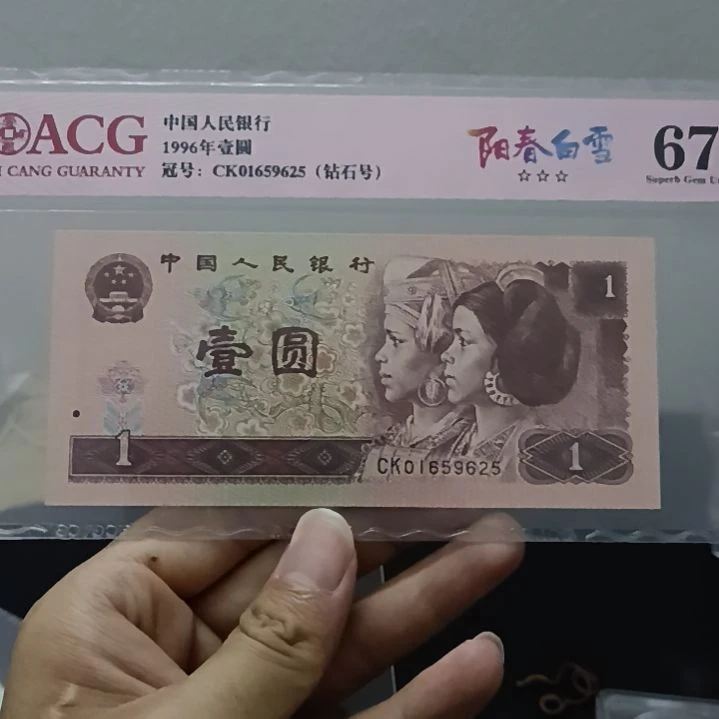 ACG
CANG GUARANTY
中国人民银行
1996年壹圆
冠号：CK01659625（钻石号）
阳春白雪
☆☆☆
67
Superb Gem
中国人民银行
1
壹圆
1
CK01659625
1